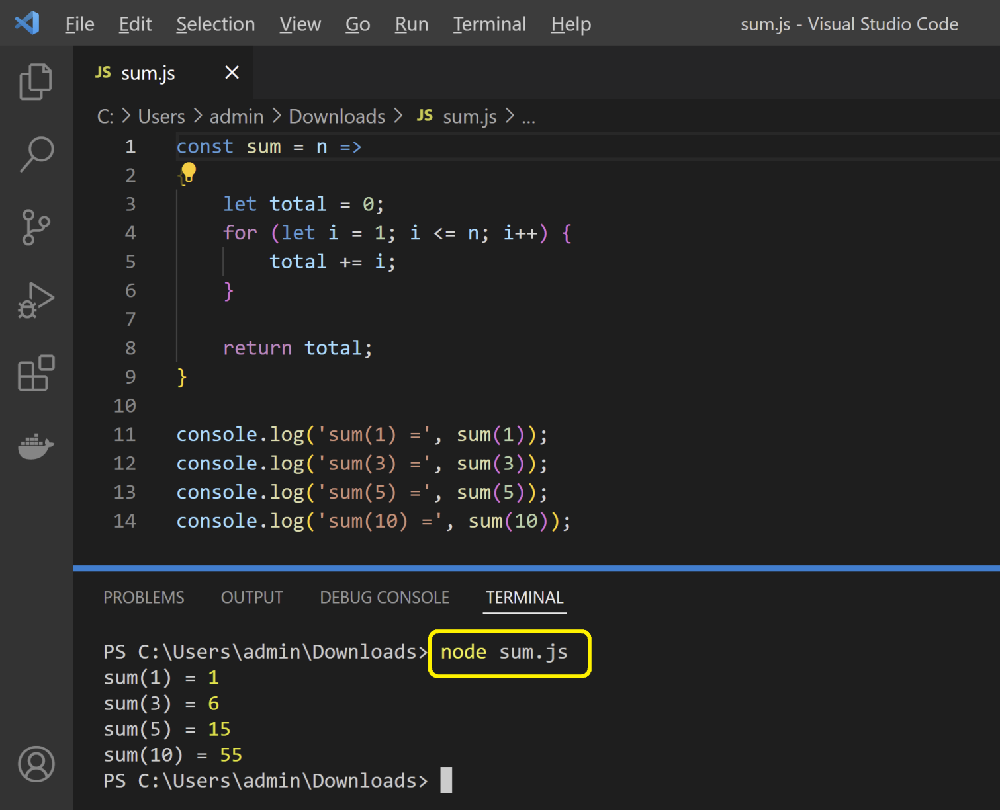 File Edit Selection View Go Run Terminal Help sum.js - Visual Studio Code
JS sum.js
C: > Users > admin > Downloads > JS sum.js > ...
1 const sum = n =>
2 {
3 let total = 0;
4 for (let i = 1; i <= n; i++) {
5 total += i;
6 }
7
8 return total;
9 }
10
11 console.log('sum(1) =', sum(1));
12 console.log('sum(3) =', sum(3));
13 console.log('sum(5) =', sum(5));
14 console.log('sum(10) =', sum(10));
PROBLEMS OUTPUT DEBUG CONSOLE TERMINAL
PS C:\Users\admin\Downloads> node sum.js
sum(1) = 1
sum(3) = 6
sum(5) = 15
sum(10) = 55
PS C:\Users\admin\Downloads>